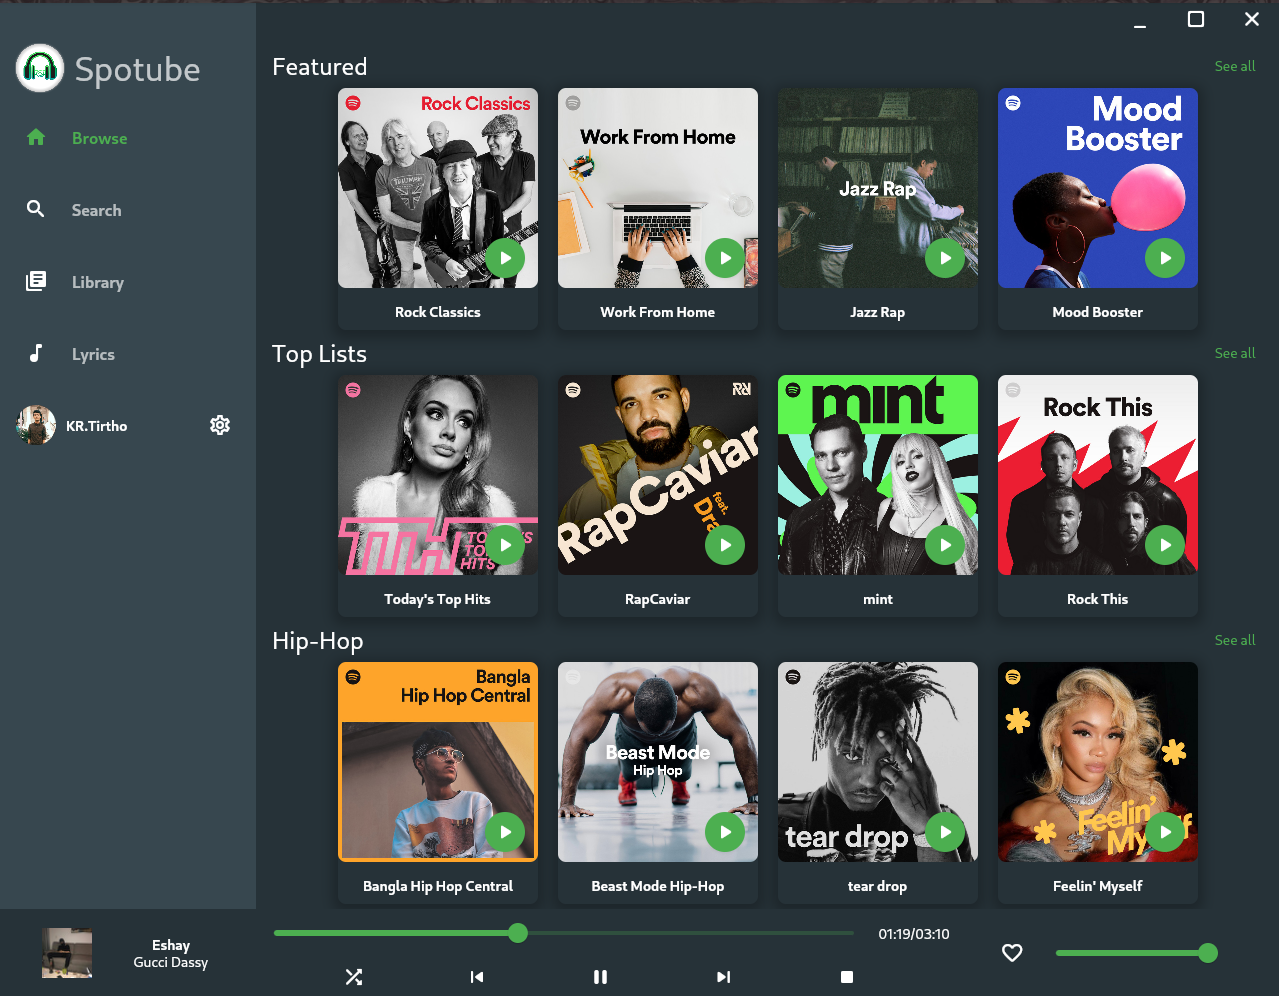 Spotube
Browse
Search
Library
Lyrics
KR.Tirtho
Featured
See all
Rock Classics
Work From Home
Jazz Rap
Mood
Booster
Rock Classics
Work From Home
Jazz Rap
Mood Booster
Top Lists
See all
TTH
HITS
RapCaviar
feat.
mint
Rock This
Today's Top Hits
RapCaviar
mint
Rock This
Hip-Hop
See all
Bangla
Hip Hop Central
Beast Mode
Hip Hop
tear drop
Feelin'
Bangla Hip Hop Central
Beast Mode Hip-Hop
tear drop
Feelin' Myself
Eshay
Gucci Dassy
01:19/03:10